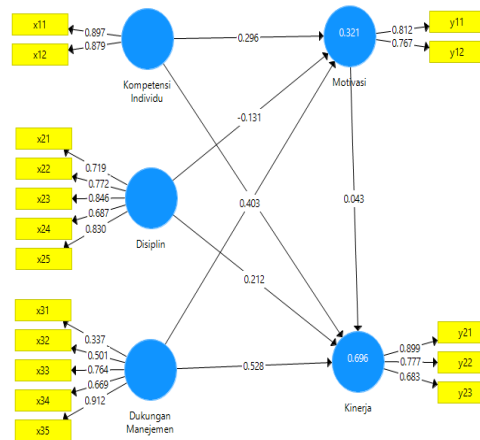 x11
x12
0.897
0.879
Kompetensi
Individu
0.296
0.321
Motivasi
0.812
0.767
y11
y12
-0.131
x21
x22
x23
x24
x25
0.719
0.772
0.846
0.687
0.830
Disiplin
0.403
0.043
0.212
x31
x32
x33
x34
x35
0.337
0.501
0.764
0.669
0.912
Dukungan
Manejemen
0.528
0.696
Kinerja
0.899
0.777
0.683
y21
y22
y23